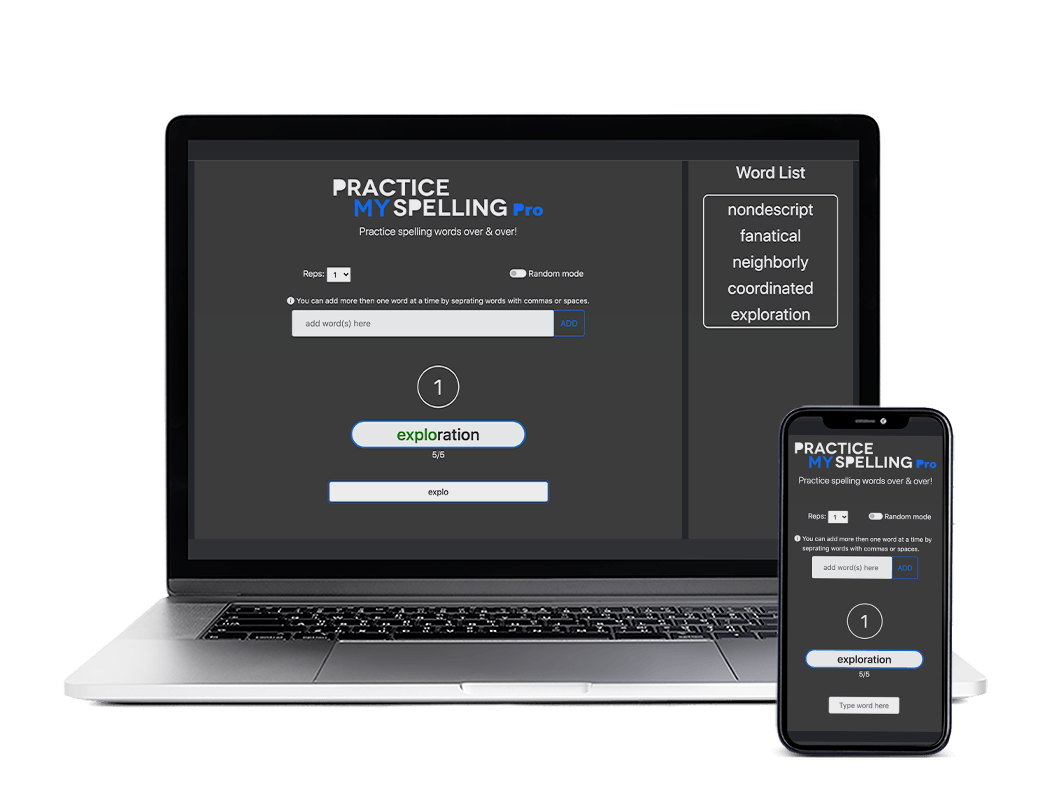 PRACTICE
MY SPELLING Pro
Practice spelling words over & over!
Reps: 1
Random mode
You can add more then one word at a time by seprating words with commas or spaces.
add word(s) here
ADD
1
exploration
5/5
explo
Word List
nondescript
fanatical
neighborly
coordinated
exploration
PRACTICE
MY SPELLING Pro
Practice spelling words over & over!
Reps: 1
Random mode
You can add more then one word at a time by
seprating words with commas or spaces.
add word(s) here
ADD
1
exploration
5/5
Type word here
control
option
option